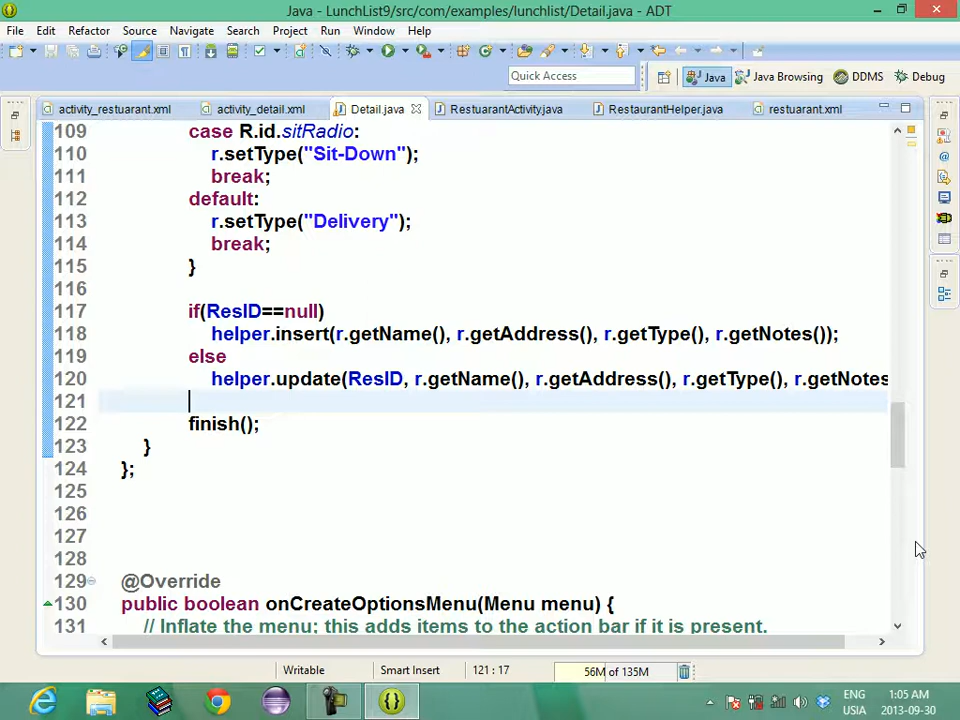 Java - LunchList9/src/com/examples/lunchlist/Detail.java - ADT
File Edit Refactor Source Navigate Search Project Run Window Help
Quick Access Java Java Browsing DDMS Debug
activity_restuarant.xml activity_detail.xml Detail.java RestuarantActivity.java RestaurantHelper.java restuarant.xml
109 case R.id.sitRadio:
110 r.setType("Sit-Down");
111 break;
112 default:
113 r.setType("Delivery");
114 break;
115 }
116
117 if(ResID==null)
118 helper.insert(r.getName(), r.getAddress(), r.getType(), r.getNotes());
119 else
120 helper.update(ResID, r.getName(), r.getAddress(), r.getType(), r.getNotes
121
122 finish();
123 }
124 };
125
126
127
128
129 @Override
130 public boolean onCreateOptionsMenu(Menu menu) {
131 // Inflate the menu; this adds items to the action bar if it is present.
Writable Smart Insert 121 : 17 56M of 135M
ENG 1:05 AM
USIA 2013-09-30